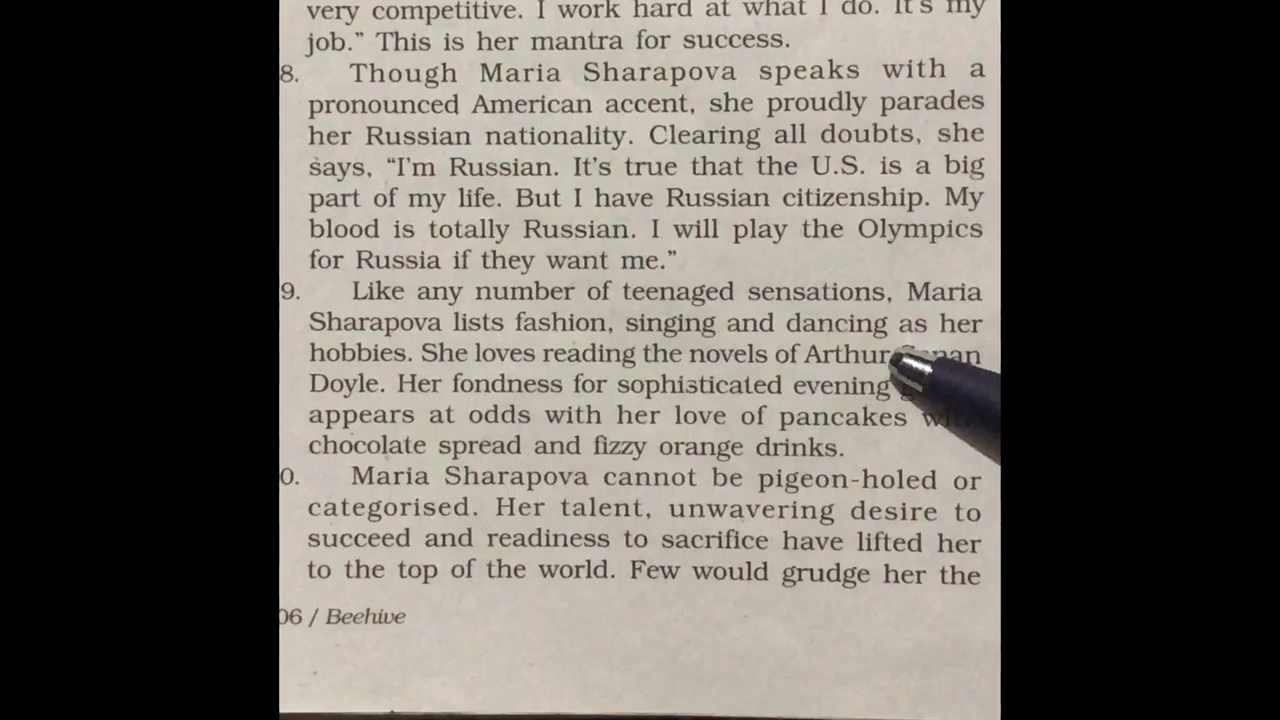 very competitive. I work hard at what I do. It's my
job.” This is her mantra for success.
8. Though Maria Sharapova speaks with a
pronounced American accent, she proudly parades
her Russian nationality. Clearing all doubts, she
says, “I'm Russian. It's true that the U.S. is a big
part of my life. But I have Russian citizenship. My
blood is totally Russian. I will play the Olympics
for Russia if they want me.”
9. Like any number of teenaged sensations, Maria
Sharapova lists fashion, singing and dancing as her
hobbies. She loves reading the novels of Arthur
Doyle. Her fondness for sophisticated evening
appears at odds with her love of pancakes
chocolate spread and fizzy orange drinks.
0. Maria Sharapova cannot be pigeon-holed or
categorised. Her talent, unwavering desire to
succeed and readiness to sacrifice have lifted her
to the top of the world. Few would grudge her the
06 / Beehive